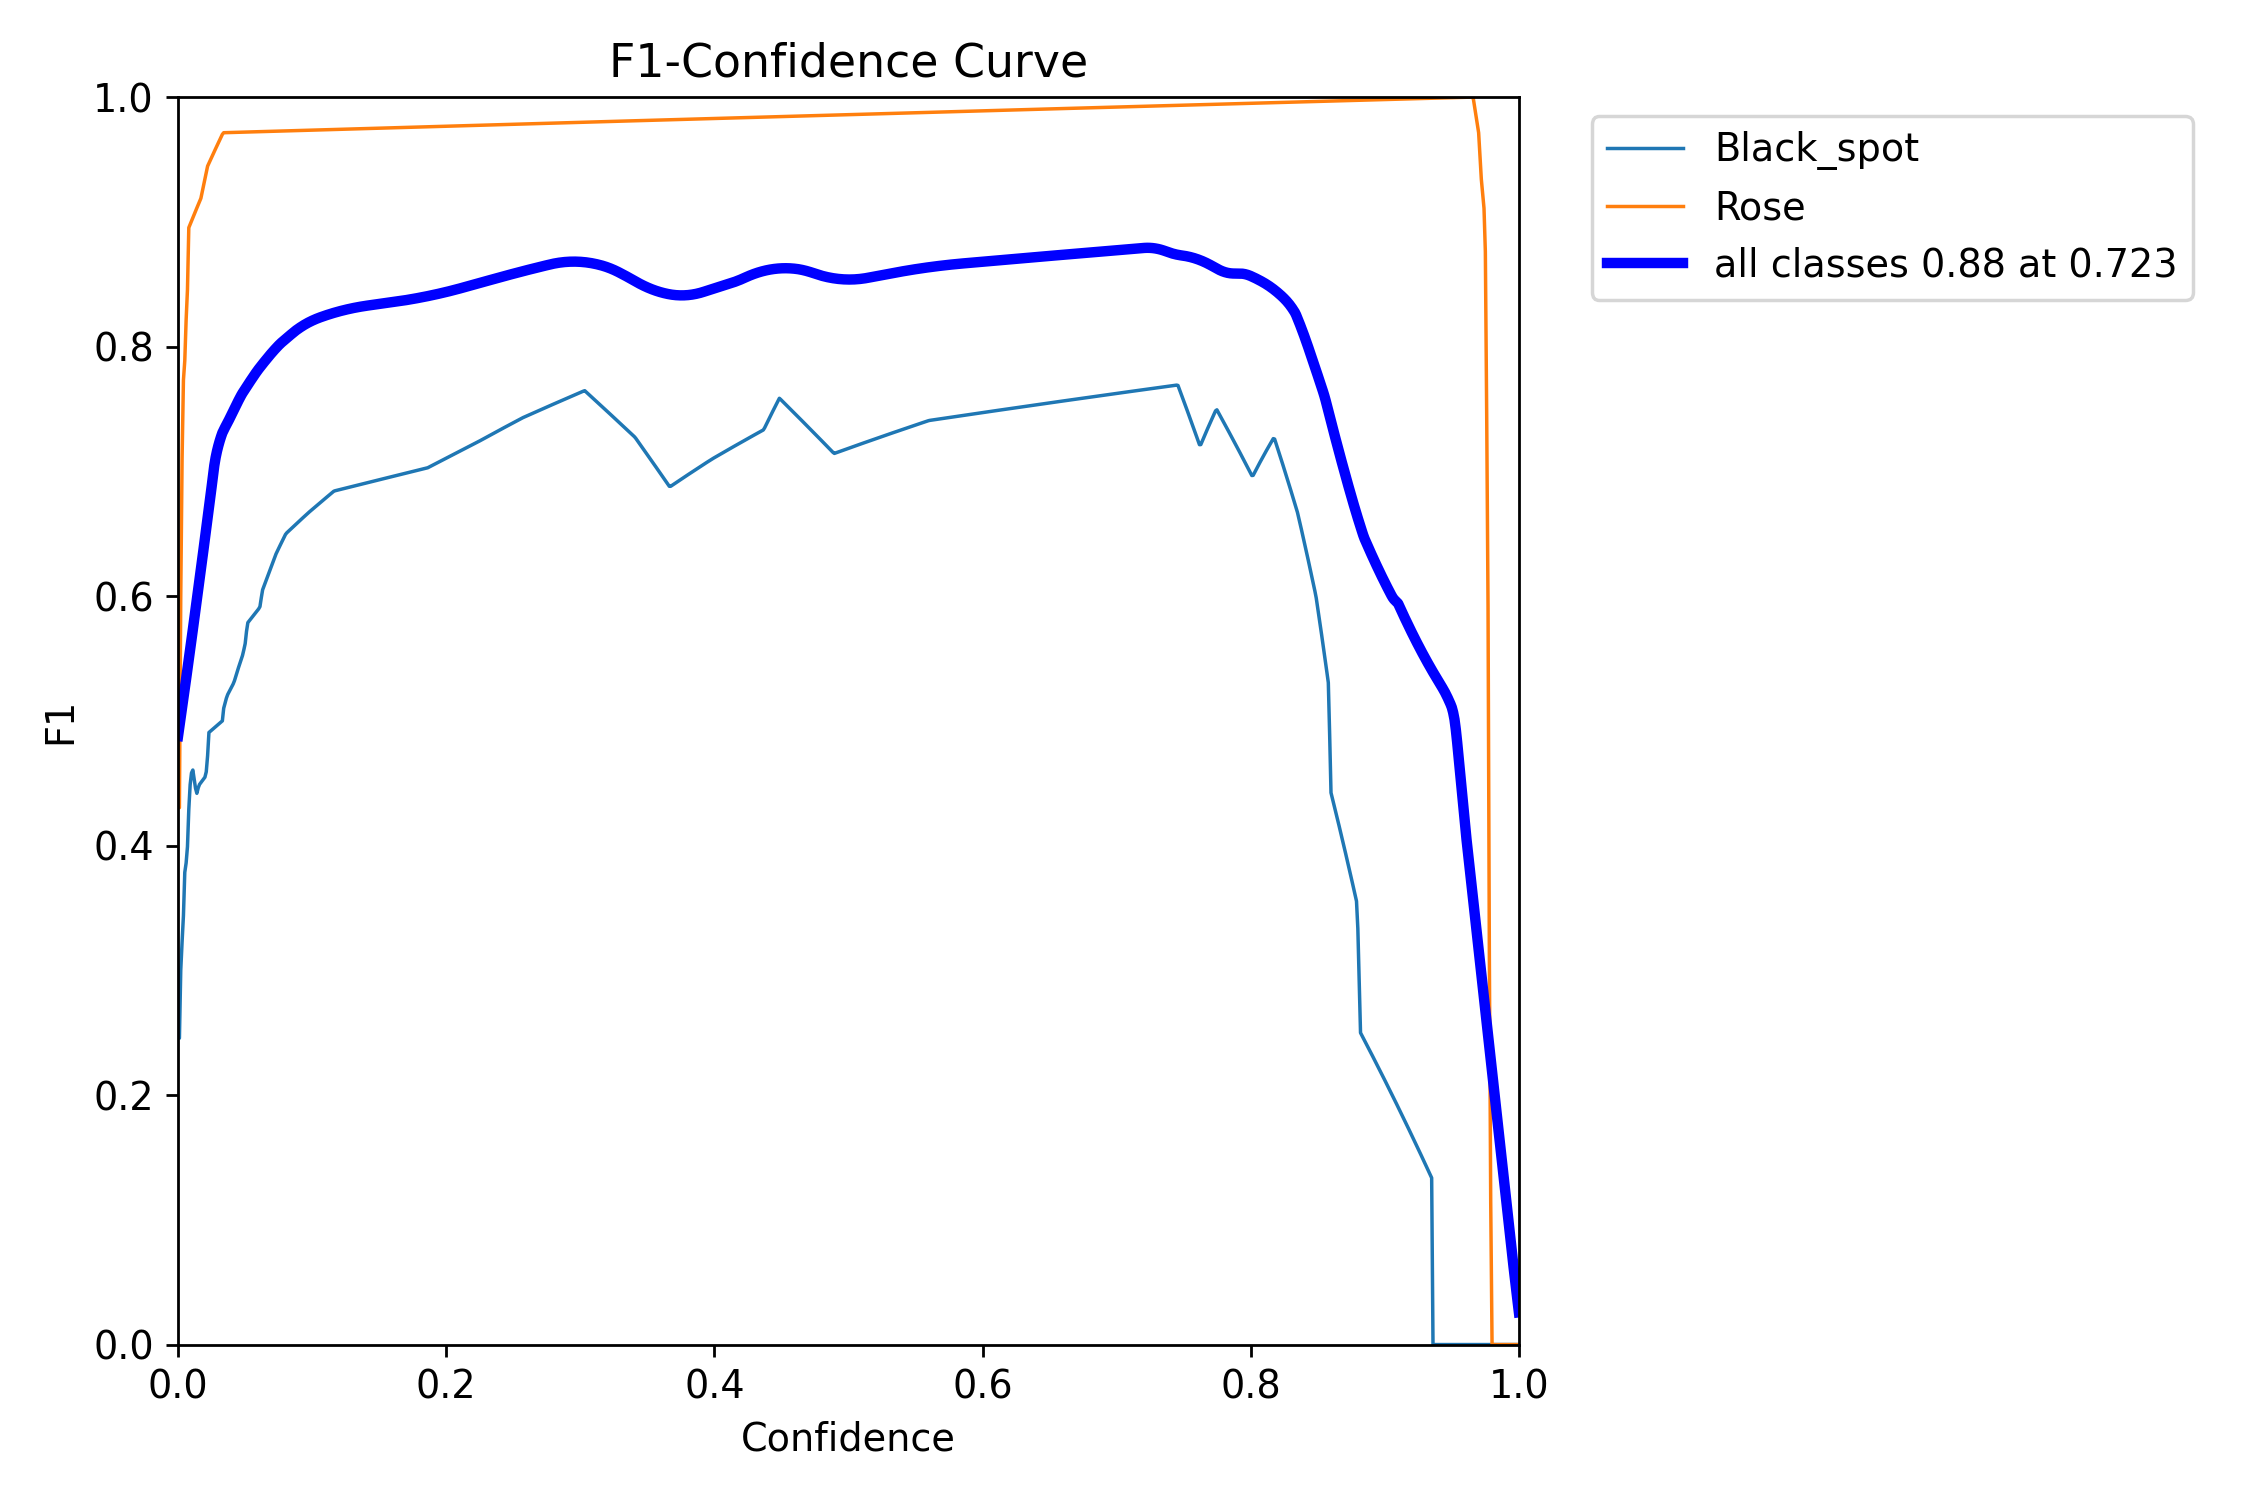 F1-Confidence Curve
1.0
0.8
0.6
0.4
0.2
0.0
F1
0.0 0.2 0.4 0.6 0.8 1.0
Confidence
Black_spot
Rose
all classes 0.88 at 0.723